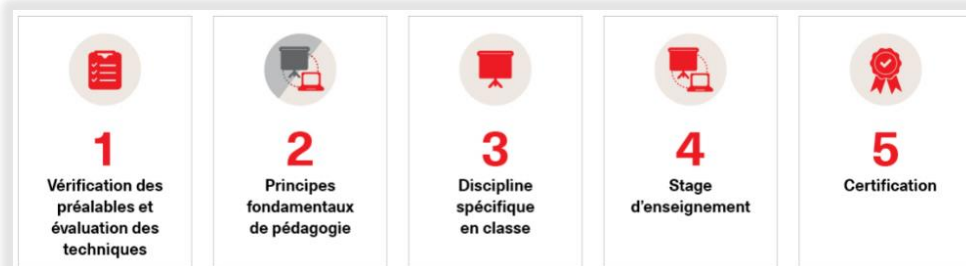 1
Vérification des
préalables et
évaluation des
techniques
2
Principes
fondamentaux
de pédagogie
3
Discipline
spécifique
en classe
4
Stage
d'enseignement
5
Certification